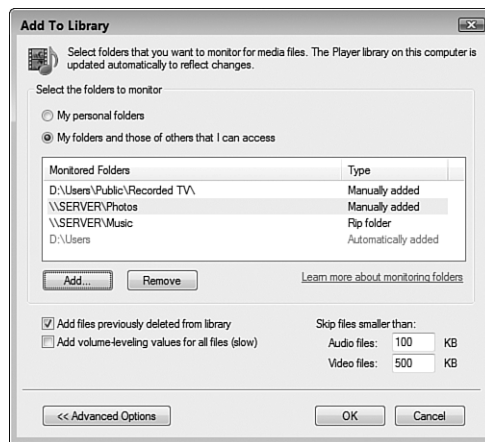 Add To Library
Select folders that you want to monitor for media files. The Player library on this computer is
updated automatically to reflect changes.
Select the folders to monitor
My personal folders
My folders and those of others that I can access
Monitored Folders Type
D:\Users\Public\Recorded TV\ Manually added
\\SERVER\Photos Manually added
\\SERVER\Music Rip folder
D:\Users Automatically added
Add... Remove Learn more about monitoring folders
Add files previously deleted from library Skip files smaller than:
Add volume-leveling values for all files (slow) Audio files: 100 KB
Video files: 500 KB
<< Advanced Options OK Cancel